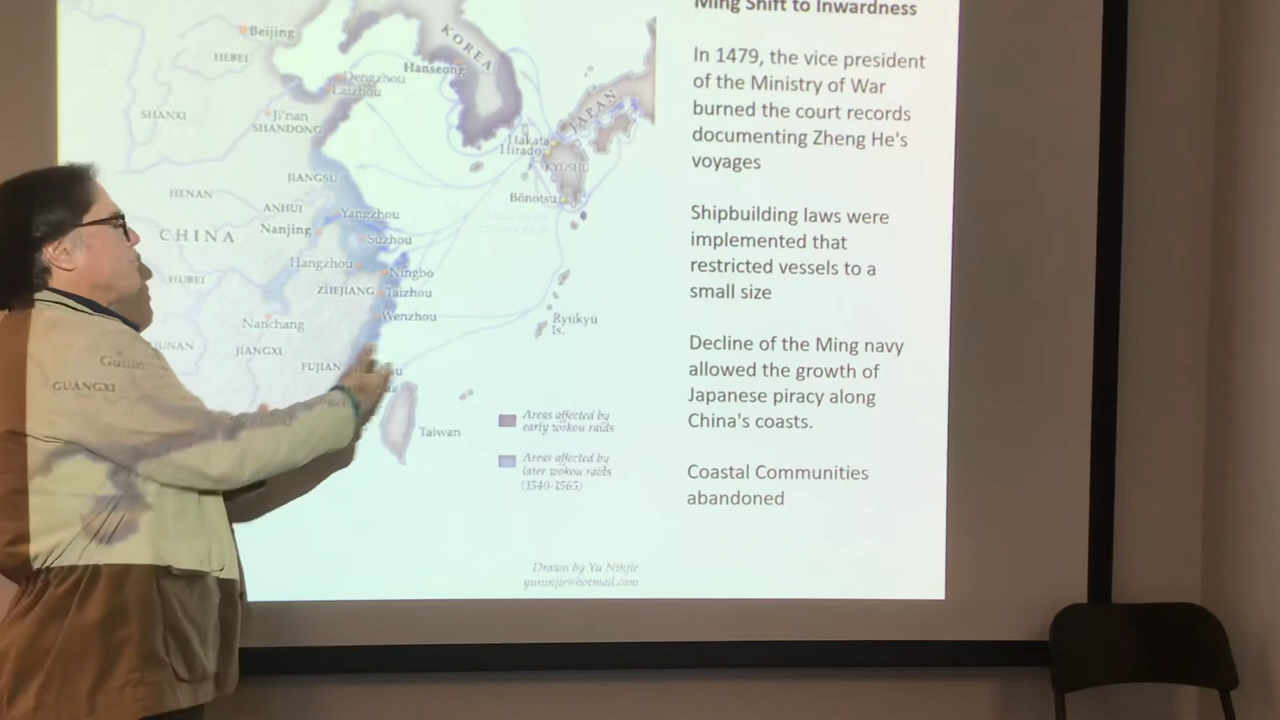 Ming Shift to Inwardness
In 1479, the vice president
of the Ministry of War
burned the court records
documenting Zheng He's
voyages
Shipbuilding laws were
implemented that
restricted vessels to a
small size
Decline of the Ming navy
allowed the growth of
Japanese piracy along
China's coasts.
Coastal Communities
abandoned
Beijing
HEBEI
KOREA
Hanseong
Dengzhou
Laizhou
SHANXI
Ji'nan
SHANDONG
JAPAN
Hakata
Hirado
KYUSHU
JIANGSU
HENAN
ANHUI
Yangzhou
Bōnotsu
CHINA
Nanjing
Suzhou
Hangzhou
Ningbo
HUBEI
ZHEJIANG
Taizhou
Wenzhou
Nanchang
Ryukyu
Is.
JIANGXI
FUJIAN
Guilin
GUANGXI
Taiwan
Areas affected by
early wokou raids
Areas affected by
later wokou raids
(1540-1565)
Drawn by Yu Ninjie
yuninjie@hotmail.com